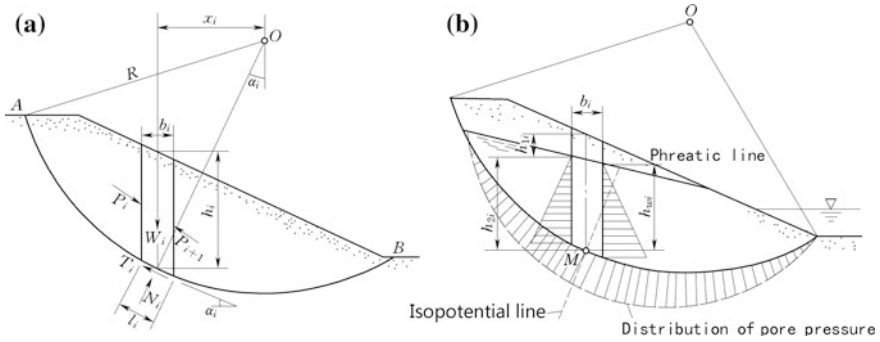 (a)
x_i
O
R
α_i
A
b_i
h_i
P_i
W_i
P_{i+1}
B
T_i
N_i
l_i
α_i
(b)
O
b_i
h_{1i}
Phreatic line
h_{2i}
h_{wi}
M
Isopotential line
Distribution of pore pressure